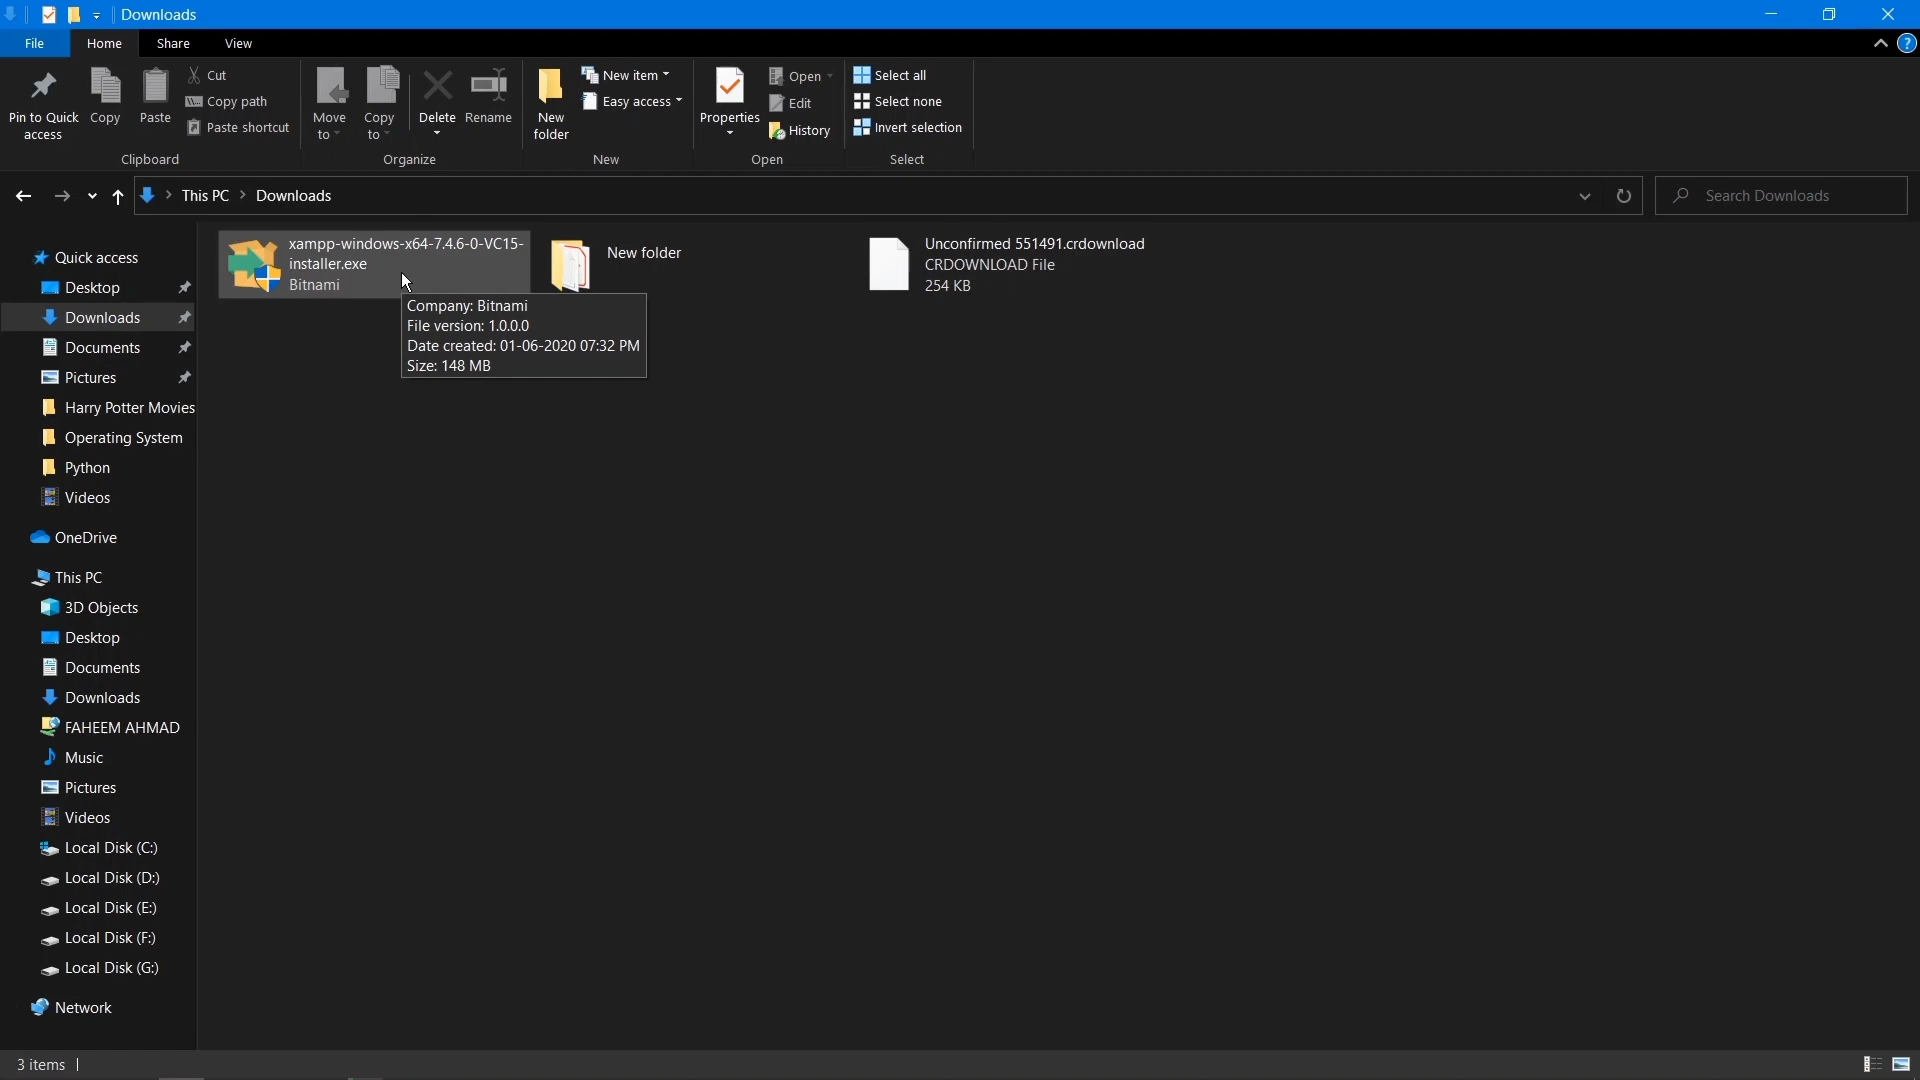 Downloads
File
Home
Share
View
Pin to Quick
access
Copy
Paste
Cut
Copy path
Paste shortcut
Clipboard
Move
to
Copy
to
Delete
Rename
Organize
New
folder
New item
Easy access
New
Properties
Open
Edit
History
Open
Select all
Select none
Invert selection
Select
This PC
Downloads
Search Downloads
Quick access
Desktop
Downloads
Documents
Pictures
Harry Potter Movies
Operating System
Python
Videos
OneDrive
This PC
3D Objects
Desktop
Documents
Downloads
FAHEEM AHMAD
Music
Pictures
Videos
Local Disk (C:)
Local Disk (D:)
Local Disk (E:)
Local Disk (F:)
Local Disk (G:)
Network
xampp-windows-x64-7.4.6-0-VC15-
installer.exe
Bitnami
Company: Bitnami
File version: 1.0.0.0
Date created: 01-06-2020 07:32 PM
Size: 148 MB
New folder
Unconfirmed 551491.crdownload
CRDOWNLOAD File
254 KB
3 items